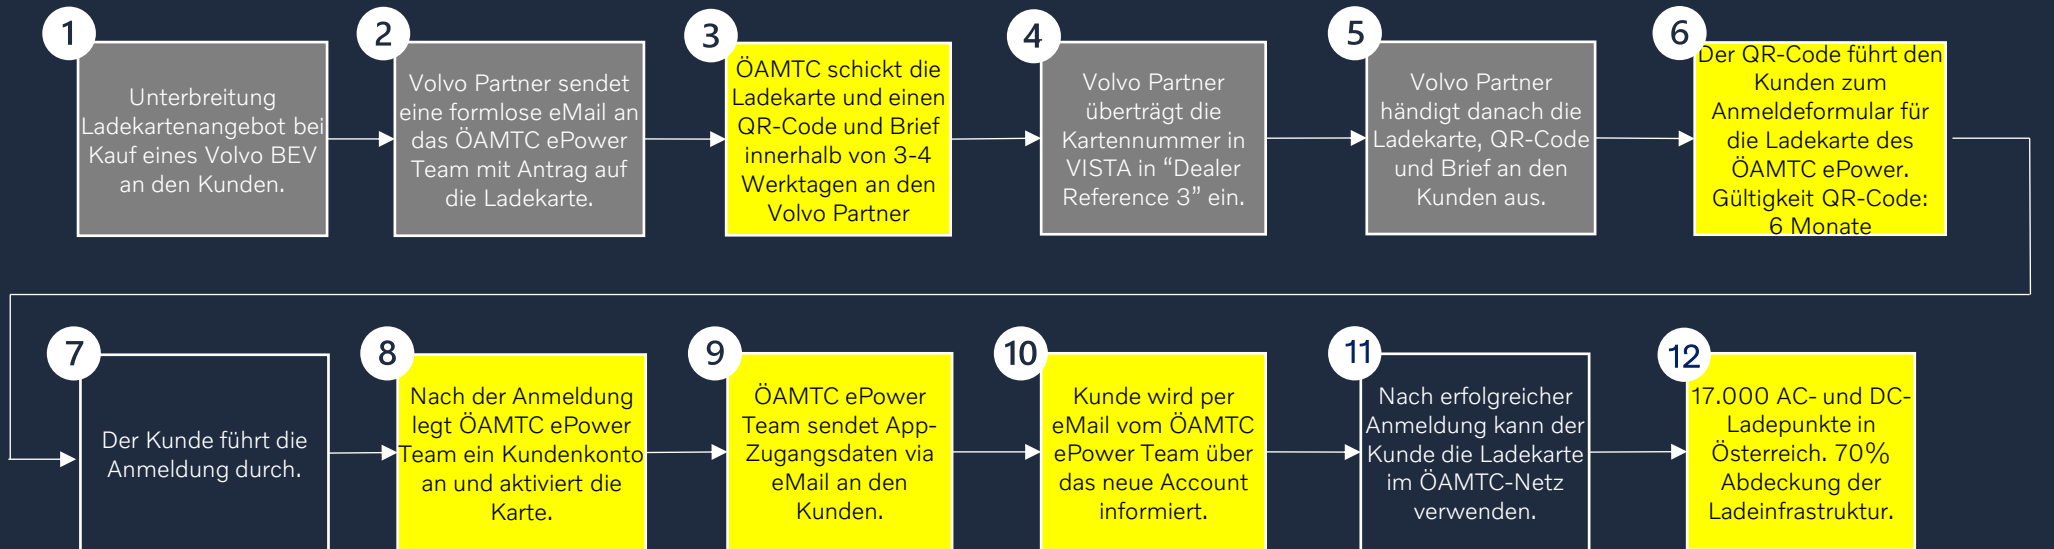 1
Unterbreitung
Ladekartenangebot bei
Kauf eines Volvo BEV
an den Kunden.
2
Volvo Partner sendet
eine formlose eMail an
das ÖAMTC ePower
Team mit Antrag auf
die Ladekarte.
3
ÖAMTC schickt die
Ladekarte und einen
QR-Code und Brief
innerhalb von 3-4
Werktagen an den
Volvo Partner
4
Volvo Partner
überträgt die
Kartennummer in
VISTA in “Dealer
Reference 3” ein.
5
Volvo Partner
händigt danach die
Ladekarte, QR-Code
und Brief an den
Kunden aus.
6
Der QR-Code führt den
Kunden zum
Anmeldeformular für
die Ladekarte des
ÖAMTC ePower.
Gültigkeit QR-Code:
6 Monate
7
Der Kunde führt die
Anmeldung durch.
8
Nach der Anmeldung
legt ÖAMTC ePower
Team ein Kundenkonto
an und aktiviert die
Karte.
9
ÖAMTC ePower
Team sendet App-
Zugangsdaten via
eMail an den
Kunden.
10
Kunde wird per
eMail vom ÖAMTC
ePower Team über
das neue Account
informiert.
11
Nach erfolgreicher
Anmeldung kann der
Kunde die Ladekarte
im ÖAMTC-Netz
verwenden.
12
17.000 AC- und DC-
Ladepunkte in
Österreich. 70%
Abdeckung der
Ladeinfrastruktur.